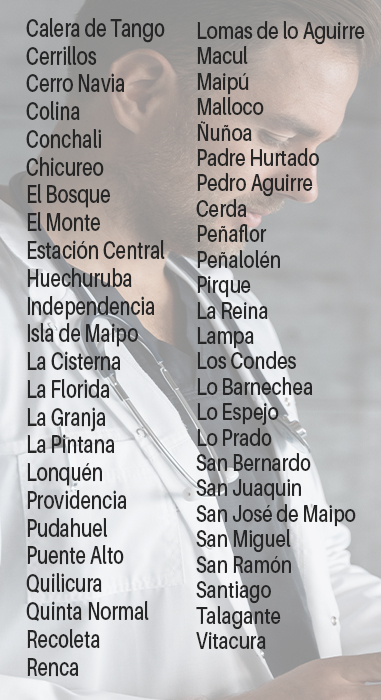 Calera de Tango
Cerrillos
Cerro Navia
Colina
Conchali
Chicureo
El Bosque
El Monte
Estación Central
Huechuruba
Independencia
Isla de Maipo
La Cisterna
La Florida
La Granja
La Pintana
Lonquén
Providencia
Pudahuel
Puente Alto
Quilicura
Quinta Normal
Recoleta
Renca
Lomas de lo Aguirre
Macul
Maipú
Malloco
Ñuñoa
Padre Hurtado
Pedro Aguirre
Cerda
Peñaflor
Peñalolén
Pirque
La Reina
Lampa
Los Condes
Lo Barnechea
Lo Espejo
Lo Prado
San Bernardo
San Juaquin
San José de Maipo
San Miguel
San Ramón
Santiago
Talagante
Vitacura